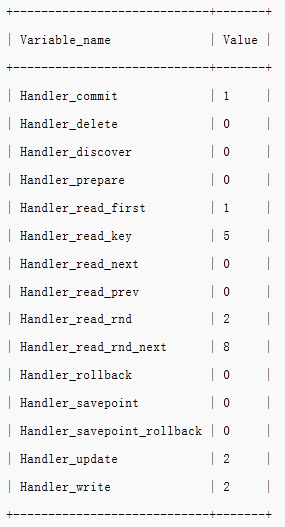 +----------------------------+-------+
| Variable_name              | Value |
+----------------------------+-------+
| Handler_commit             | 1     |
| Handler_delete             | 0     |
| Handler_discover           | 0     |
| Handler_prepare            | 0     |
| Handler_read_first         | 1     |
| Handler_read_key           | 5     |
| Handler_read_next          | 0     |
| Handler_read_prev          | 0     |
| Handler_read_rnd           | 2     |
| Handler_read_rnd_next      | 8     |
| Handler_rollback           | 0     |
| Handler_savepoint          | 0     |
| Handler_savepoint_rollback | 0     |
| Handler_update             | 2     |
| Handler_write              | 2     |
+----------------------------+-------+